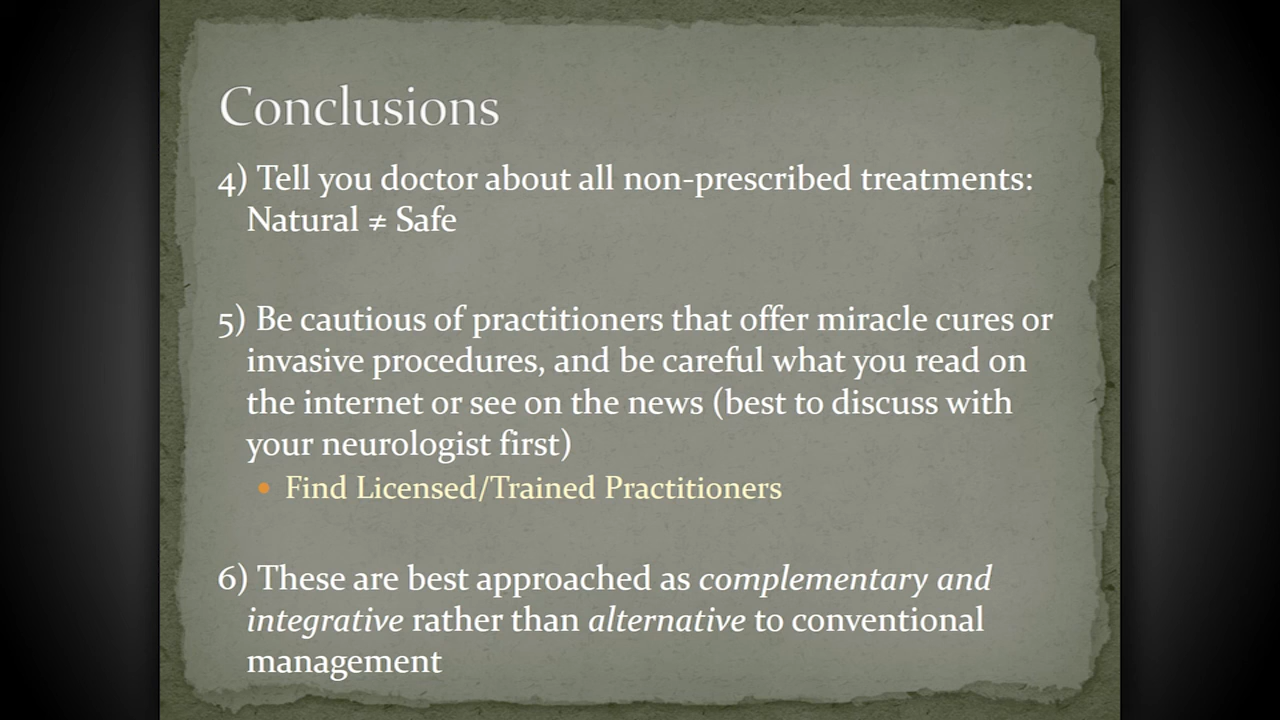 Conclusions
4) Tell you doctor about all non-prescribed treatments:
Natural ≠ Safe
5) Be cautious of practitioners that offer miracle cures or
invasive procedures, and be careful what you read on
the internet or see on the news (best to discuss with
your neurologist first)
• Find Licensed/Trained Practitioners
6) These are best approached as complementary and
integrative rather than alternative to conventional
management